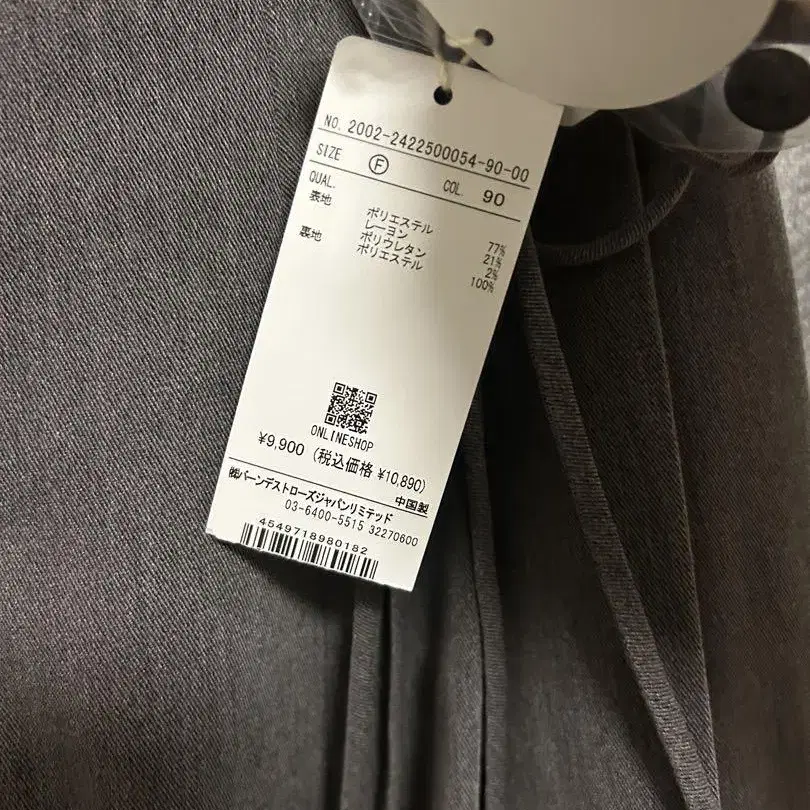 NO. 2002-2422500054-90-00
SIZE Ⓕ COL. 90
QUAL.
表地 ポリエステル 77%
レーヨン 21%
ポリウレタン 2%
裏地 ポリエステル 100%
ONLINESHOP
¥9,900 (税込価格 ¥10,890)
中国製
㈱バーンデストローズジャパンリミテッド
03-6400-5515 32270600
4549718980182